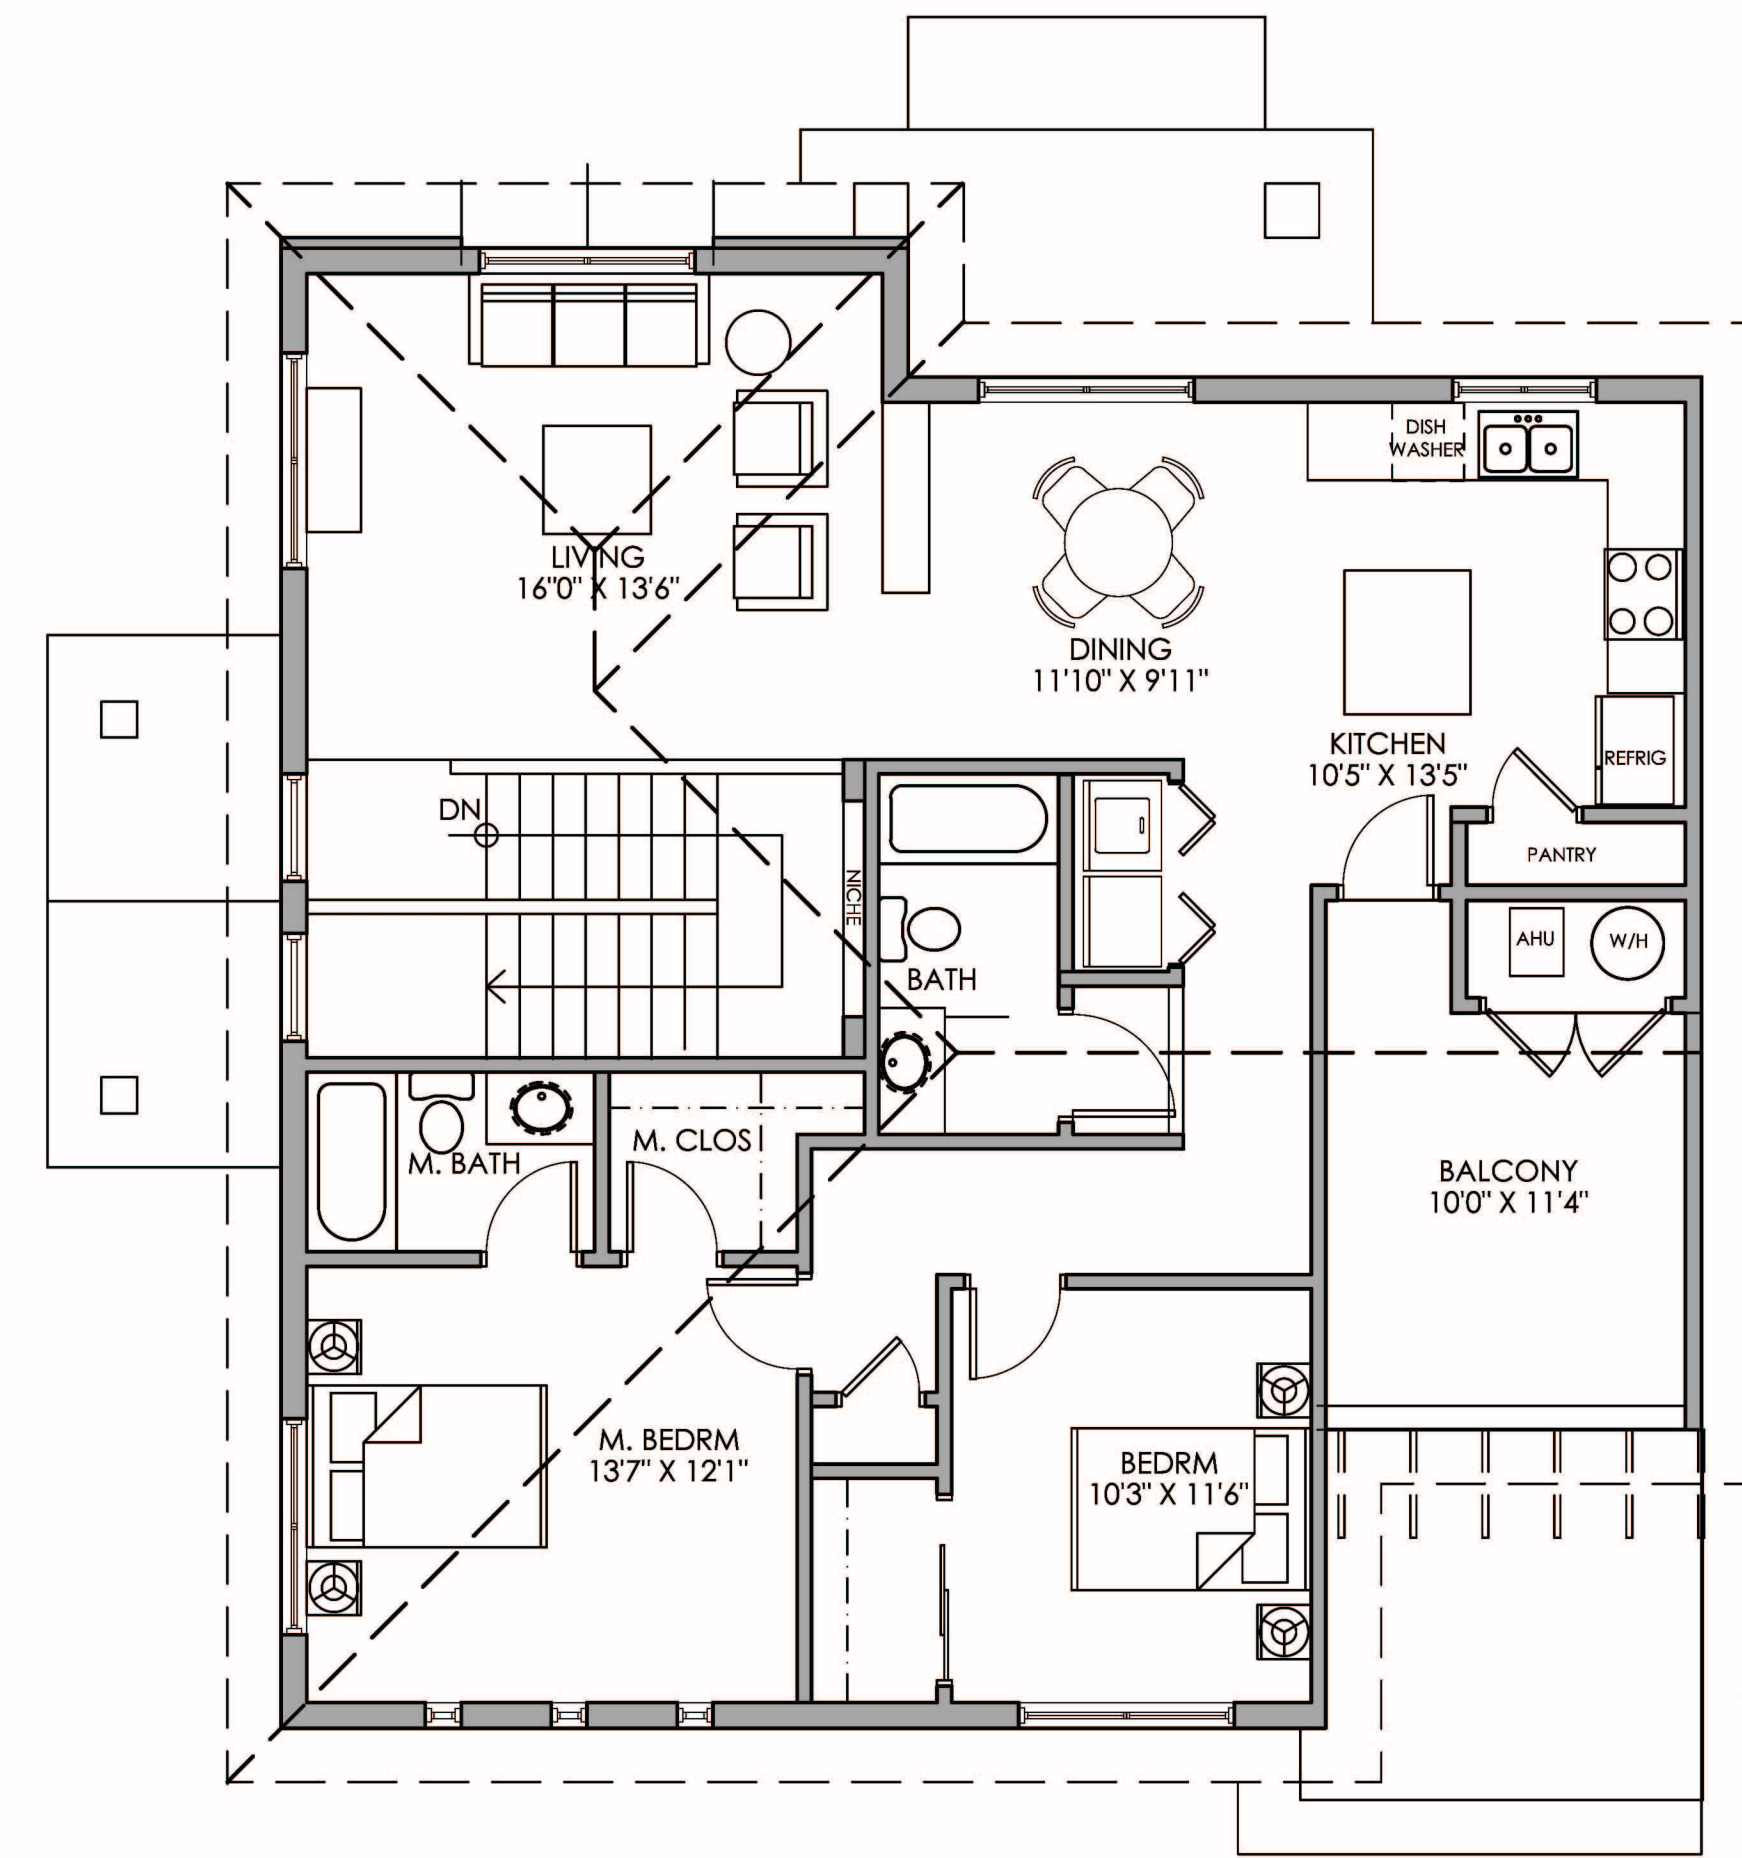 DISH
WASHER
LIVING
16"0" X 13'6"
DINING
11'10" X 9'11"
KITCHEN
10'5" X 13'5"
REFRIG
DN
PANTRY
NICHE
AHU
W/H
BATH
M. CLOS
M. BATH
BALCONY
10'0" X 11'4"
M. BEDRM
13'7" X 12'1"
BEDRM
10'3" X 11'6"